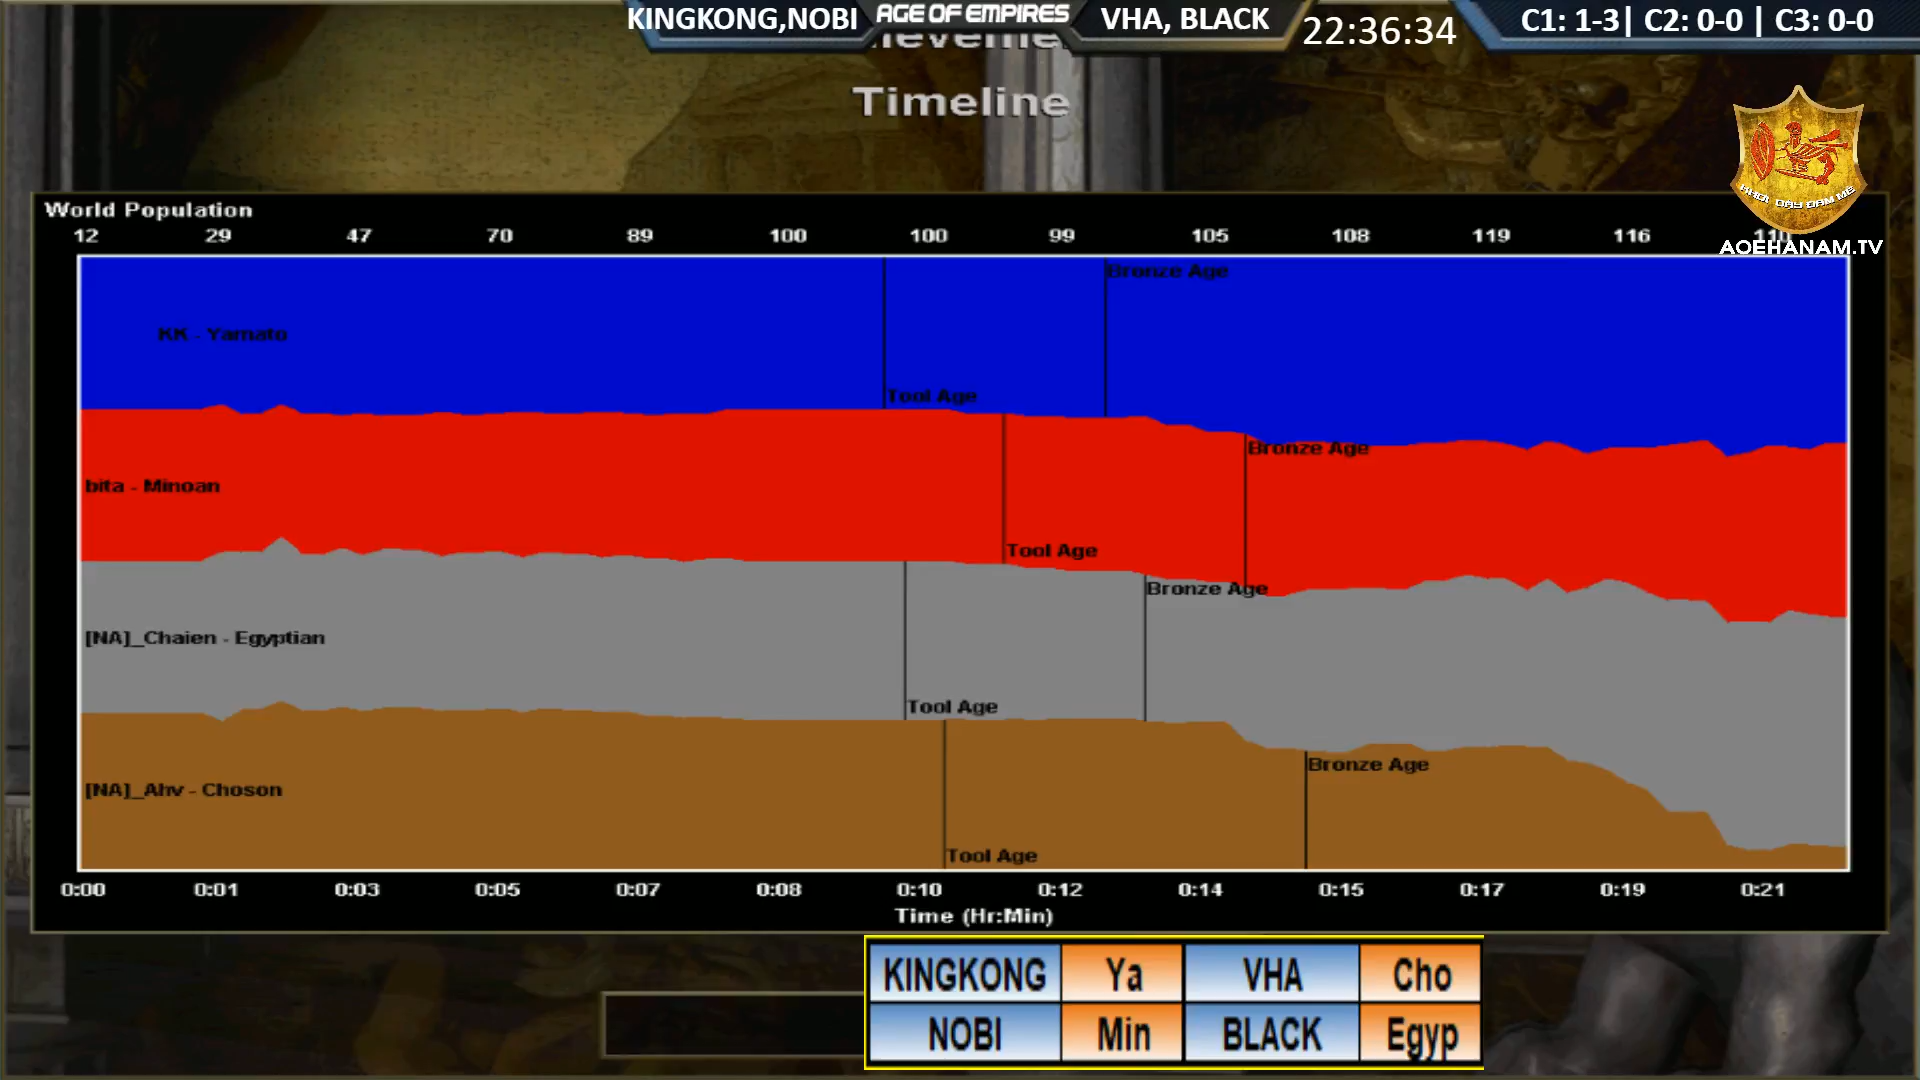 KINGKONG,NOBI AGE OF EMPIRES VHA, BLACK 22:36:34 C1: 1-3| C2: 0-0 | C3: 0-0
Timeline
KHƠI DẬY ĐAM MÊ
AOEHANAM.TV
World Population
12 29 47 70 89 100 100 99 105 108 119 116 110
Bronze Age
KK - Yamato
Tool Age
Bronze Age
bita - Minoan
Tool Age
Bronze Age
[NA]_Chaien - Egyptian
Tool Age
Bronze Age
[NA]_Ahv - Choson
Tool Age
0:00 0:01 0:03 0:05 0:07 0:08 0:10 0:12 0:14 0:15 0:17 0:19 0:21
Time (Hr:Min)
KINGKONG Ya VHA Cho
NOBI Min BLACK Egyp